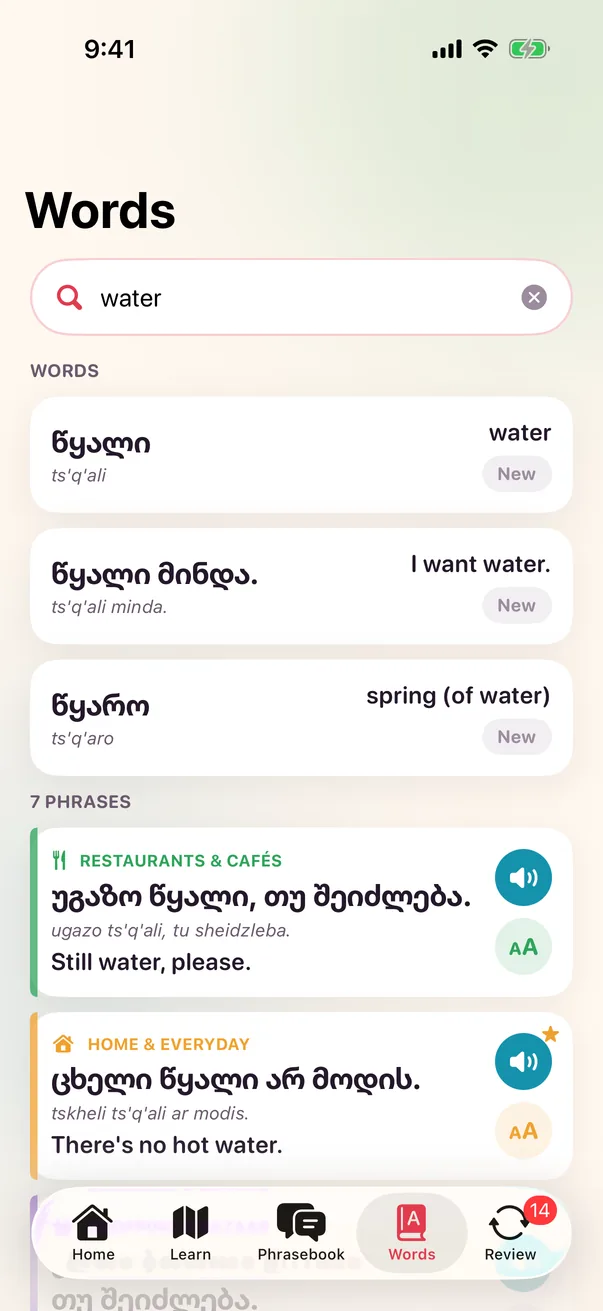 9:41
Words
water
WORDS
წყალი
water
ts'q'ali
New
წყალი მინდა.
I want water.
ts'q'ali minda.
New
წყარო
spring (of water)
ts'q'aro
New
7 PHRASES
RESTAURANTS & CAFÉS
უგაზო წყალი, თუ შეიძლება.
ugazo ts'q'ali, tu sheidzleba.
AA
Still water, please.
HOME & EVERYDAY
ცხელი წყალი არ მოდის.
tskheli ts'q'ali ar modis.
AA
There's no hot water.
14
Home
Learn
Phrasebook
A
Words
Review
თუ შეიძლება.